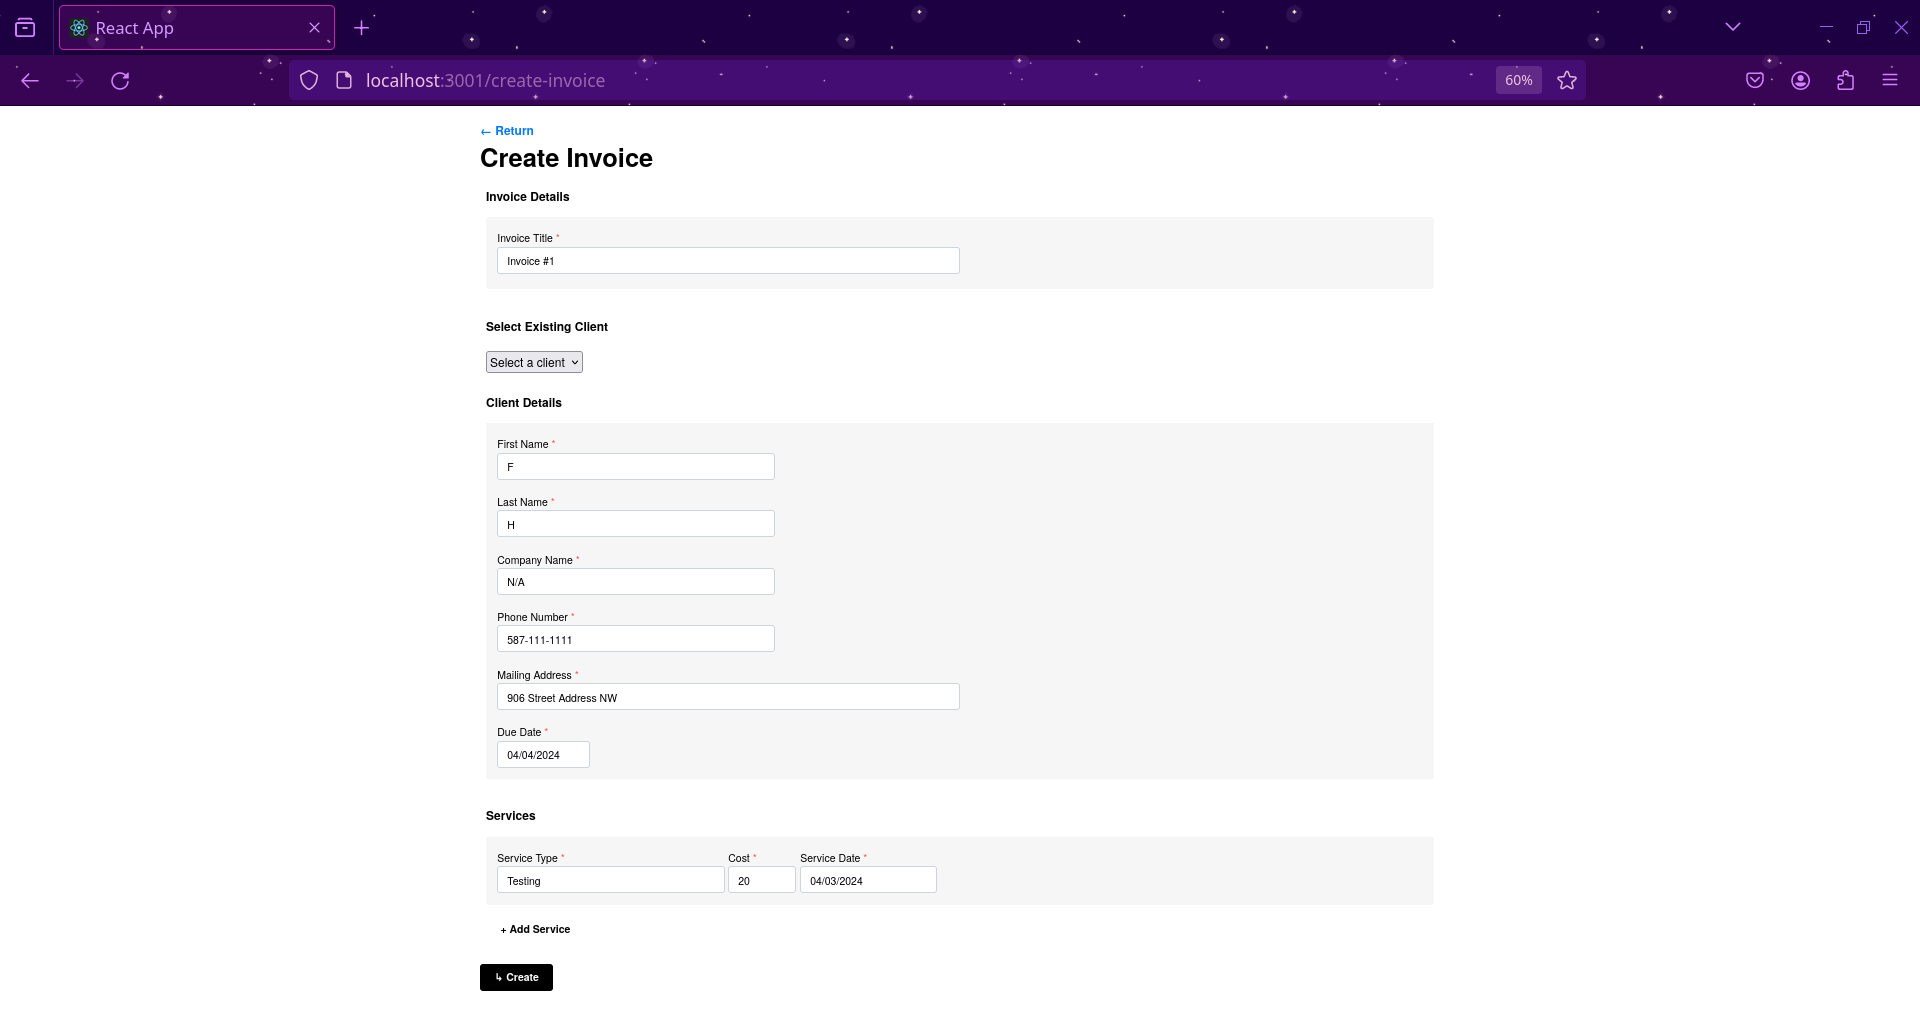 React App
localhost:3001/create-invoice
60%
← Return
Create Invoice
Invoice Details
Invoice Title *
Invoice #1
Select Existing Client
Select a client
Client Details
First Name *
F
Last Name *
H
Company Name *
N/A
Phone Number *
587-111-1111
Mailing Address *
906 Street Address NW
Due Date *
04/04/2024
Services
Service Type * Cost * Service Date *
Testing 20 04/03/2024
+ Add Service
↳ Create